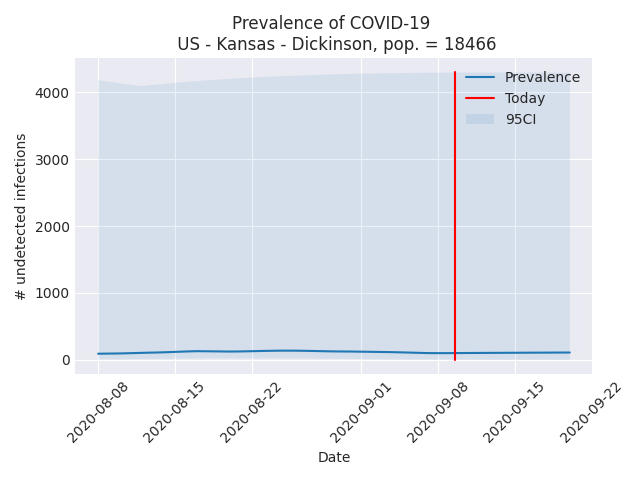 Prevalence of COVID-19
US - Kansas - Dickinson, pop. = 18466
Prevalence
Today
95CI
4000
3000
2000
1000
0
# undetected infections
2020-08-08
2020-08-15
2020-08-22
2020-09-01
2020-09-08
2020-09-15
2020-09-22
Date